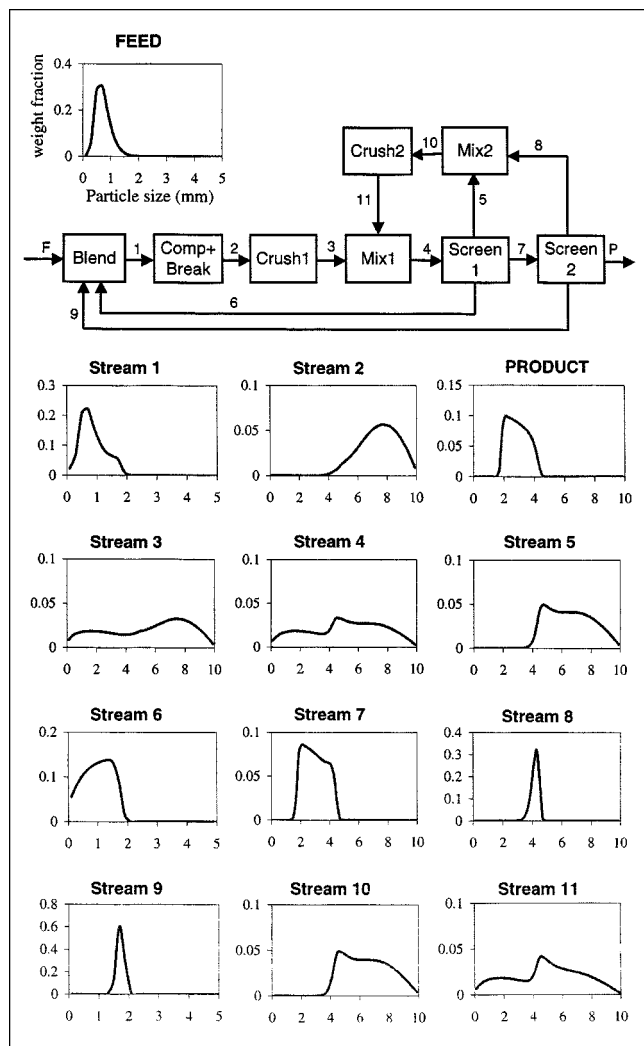 FEED
weight fraction
0.4
0.2
0
0 1 2 3 4 5
Particle size (mm)
Crush2
10
Mix2
8
11
5
F
Blend
1
Comp+
Break
2
Crush1
3
Mix1
4
Screen
1
7
Screen
2
P
6
9
Stream 1
0.3
0.2
0.1
0
0 1 2 3 4 5
Stream 2
0.1
0.05
0
0 2 4 6 8 10
PRODUCT
0.15
0.1
0.05
0
0 2 4 6 8 10
Stream 3
0.1
0.05
0
0 2 4 6 8 10
Stream 4
0.1
0.05
0
0 2 4 6 8 10
Stream 5
0.1
0.05
0
0 2 4 6 8 10
Stream 6
0.2
0.1
0
0 1 2 3 4 5
Stream 7
0.1
0.05
0
0 2 4 6 8 10
Stream 8
0.4
0.3
0.2
0.1
0
0 2 4 6 8 10
Stream 9
0.8
0.6
0.4
0.2
0
0 1 2 3 4 5
Stream 10
0.1
0.05
0
0 2 4 6 8 10
Stream 11
0.1
0.05
0
0 2 4 6 8 10